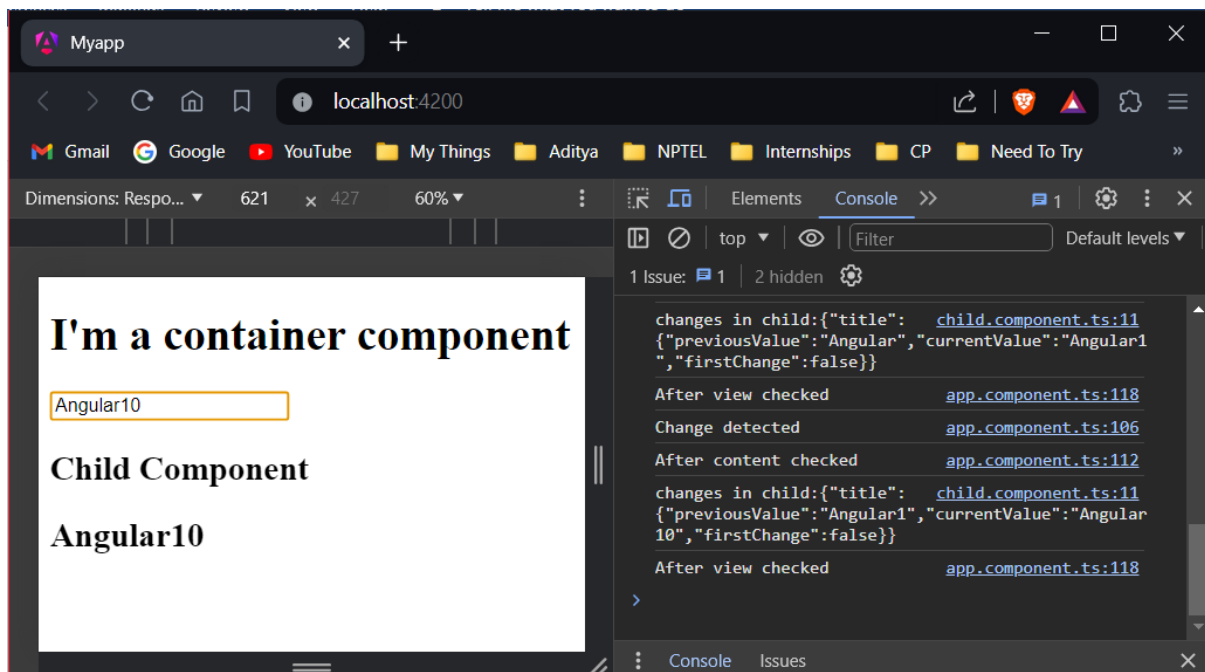 Myapp
localhost:4200
Gmail Google YouTube My Things Aditya NPTEL Internships CP Need To Try »
Dimensions: Respo... ▼ 621 × 427 60% ▼
Elements Console >> 1
top ▼ Filter Default levels ▼
1 Issue: 1 2 hidden
I'm a container component
Angular10
Child Component
Angular10
changes in child:{"title": child.component.ts:11
{"previousValue":"Angular","currentValue":"Angular1
","firstChange":false}}
After view checked app.component.ts:118
Change detected app.component.ts:106
After content checked app.component.ts:112
changes in child:{"title": child.component.ts:11
{"previousValue":"Angular1","currentValue":"Angular
10","firstChange":false}}
After view checked app.component.ts:118
>
Console Issues